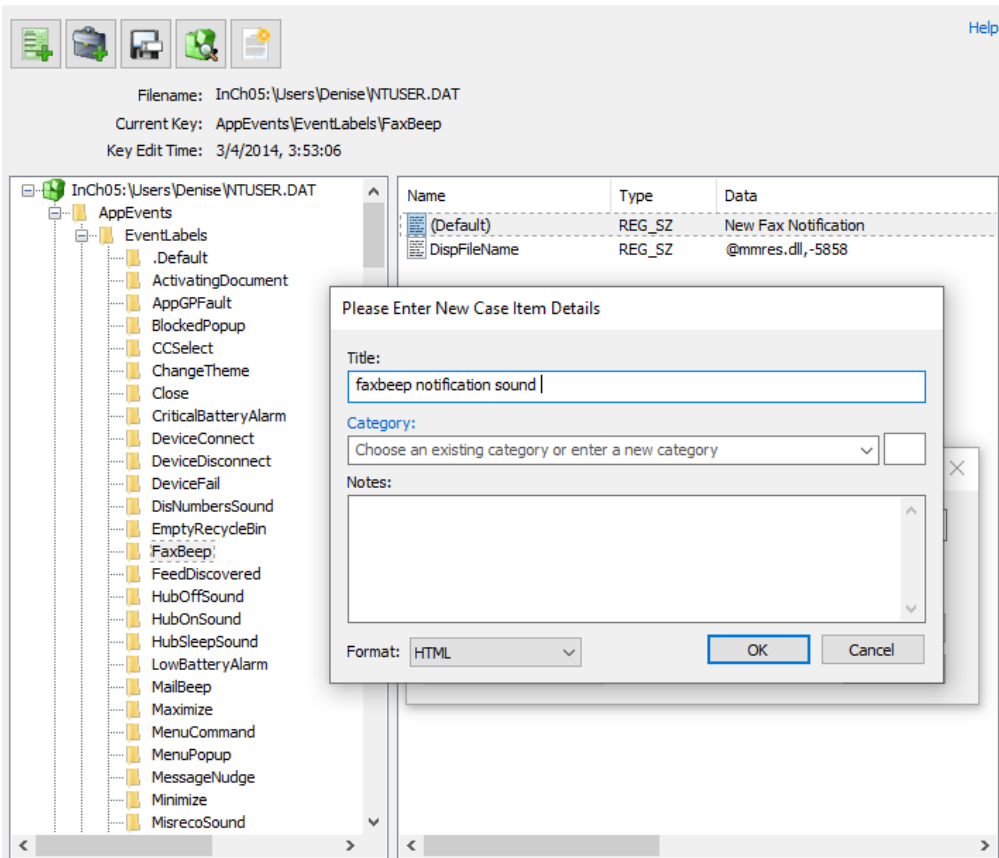 Help
Filename: InCh05:\Users\Denise\NTUSER.DAT
Current Key: AppEvents\EventLabels\FaxBeep
Key Edit Time: 3/4/2014, 3:53:06
InCh05:\Users\Denise\NTUSER.DAT
AppEvents
EventLabels
.Default
ActivatingDocument
AppGPFault
BlockedPopup
CCSelect
ChangeTheme
Close
CriticalBatteryAlarm
DeviceConnect
DeviceDisconnect
DeviceFail
DisNumbersSound
EmptyRecycleBin
FaxBeep
FeedDiscovered
HubOffSound
HubOnSound
HubSleepSound
LowBatteryAlarm
MailBeep
Maximize
MenuCommand
MenuPopup
MessageNudge
Minimize
MisrecoSound
Name Type Data
(Default) REG_SZ New Fax Notification
DispFileName REG_SZ @mmres.dll,-5858
Please Enter New Case Item Details
Title:
faxbeep notification sound
Category:
Choose an existing category or enter a new category
Notes:
Format: HTML OK Cancel